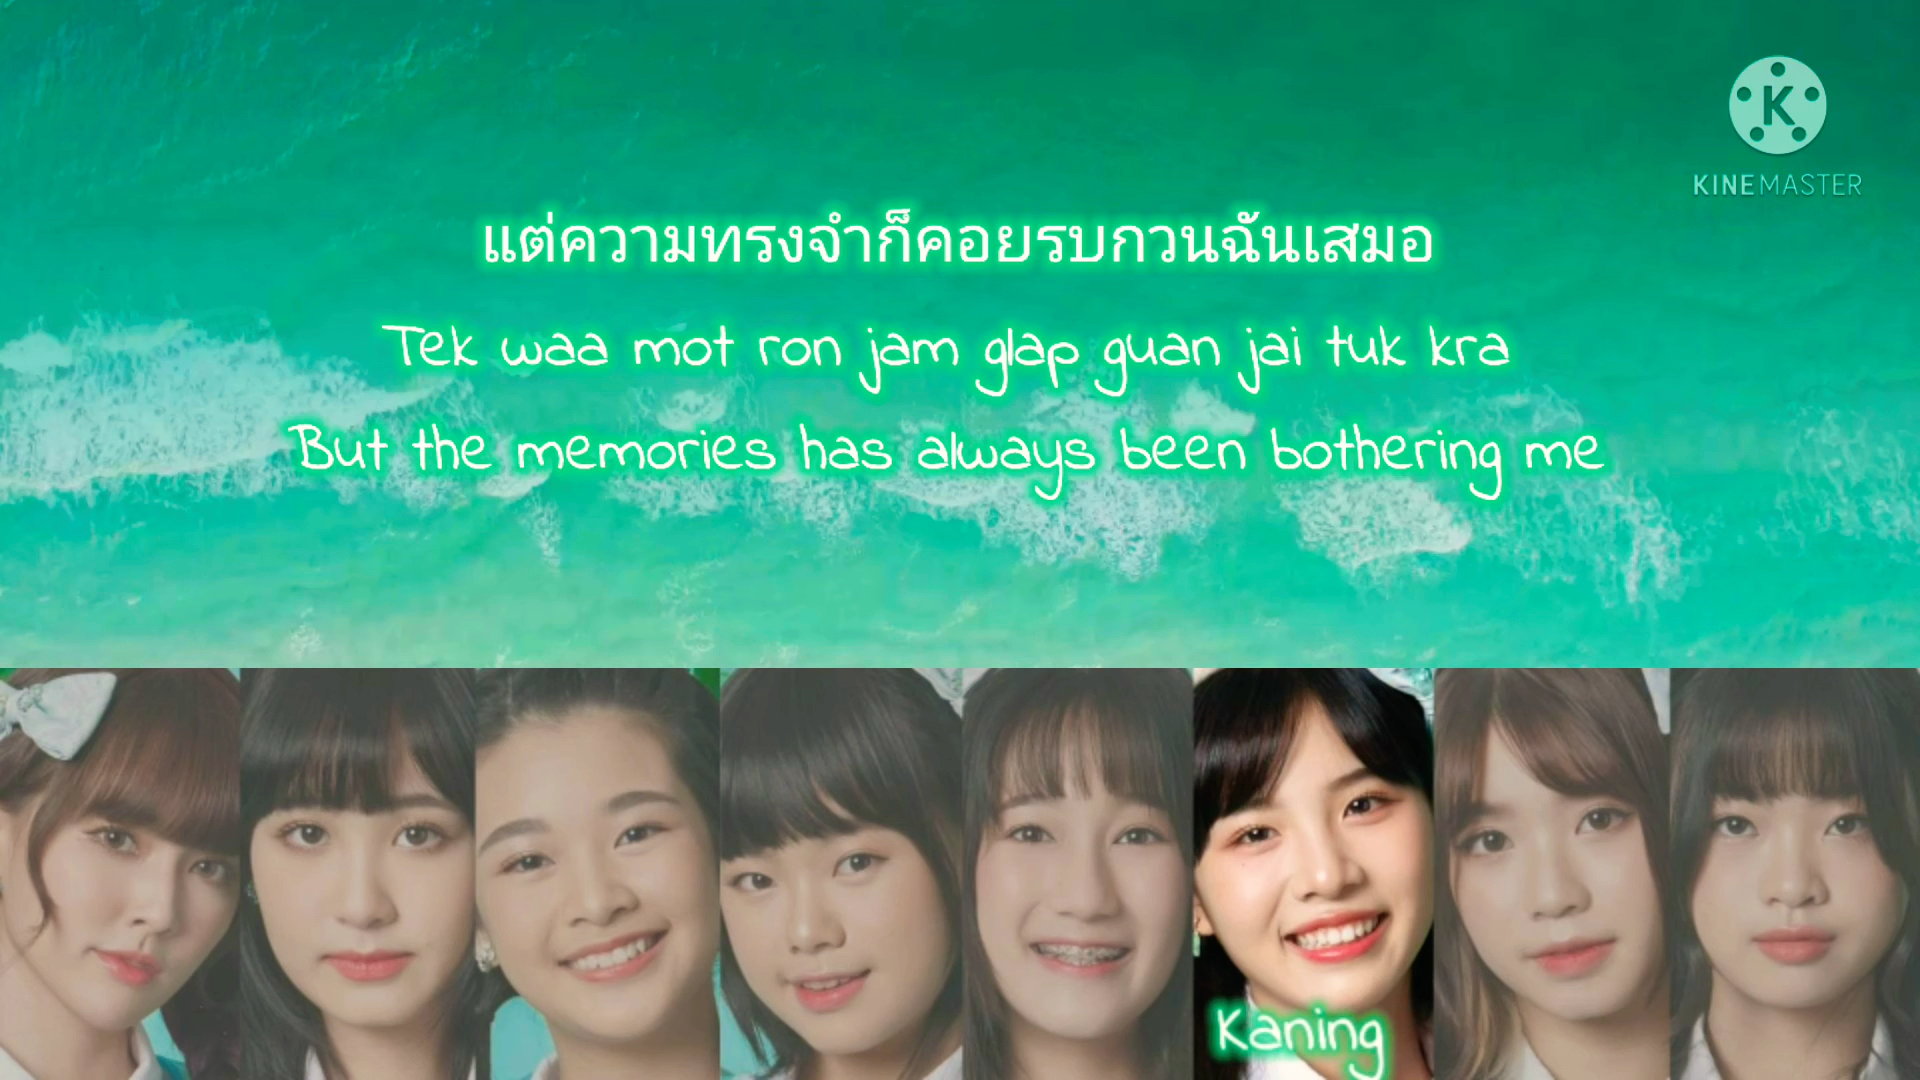 KINEMASTER
แต่ความทรงจำก็คอยรบกวนฉันเสมอ
Tek waa mot ron jam glap guan jai tuk kra
But the memories has always been bothering me
Kaning